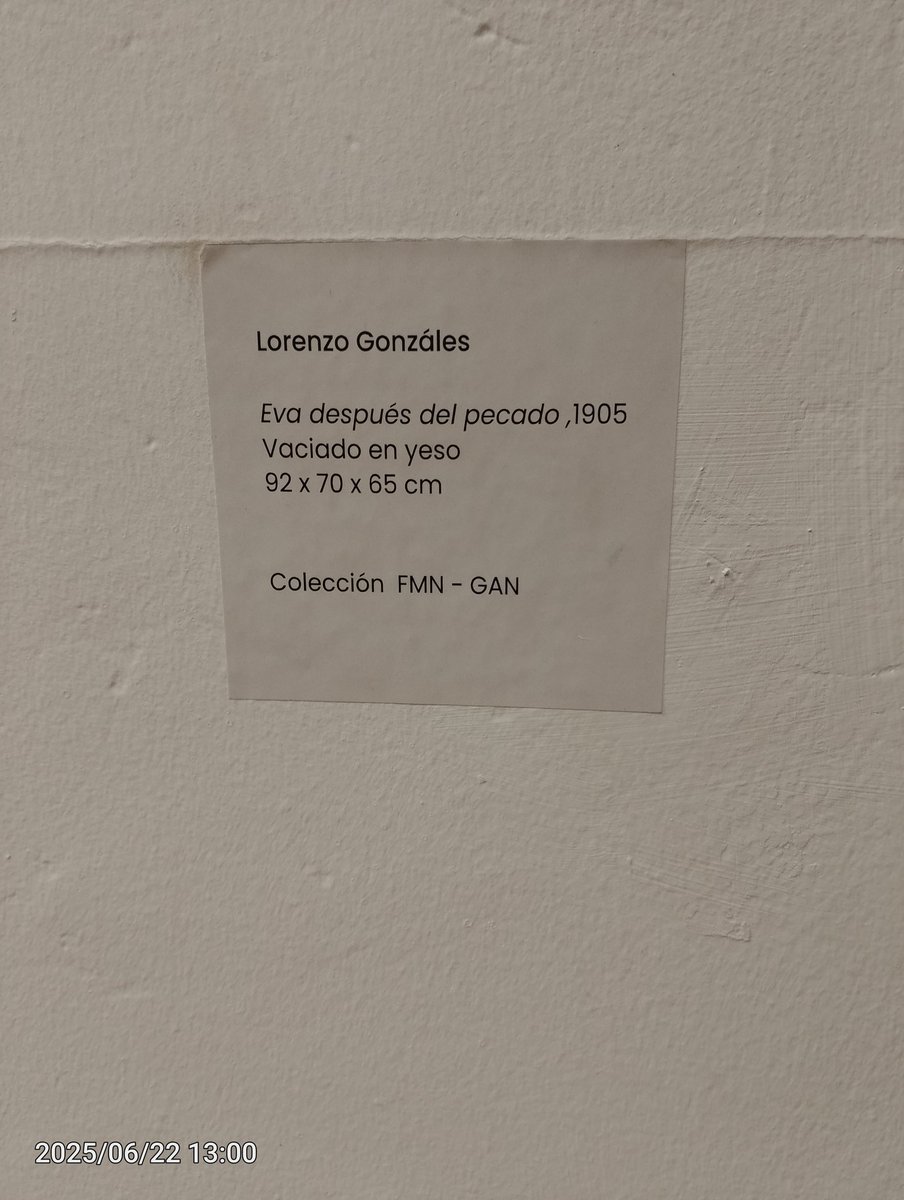 Lorenzo Gonzáles
Eva después del pecado ,1905
Vaciado en yeso
92 x 70 x 65 cm
Colección FMN - GAN
2025/06/22 13:00